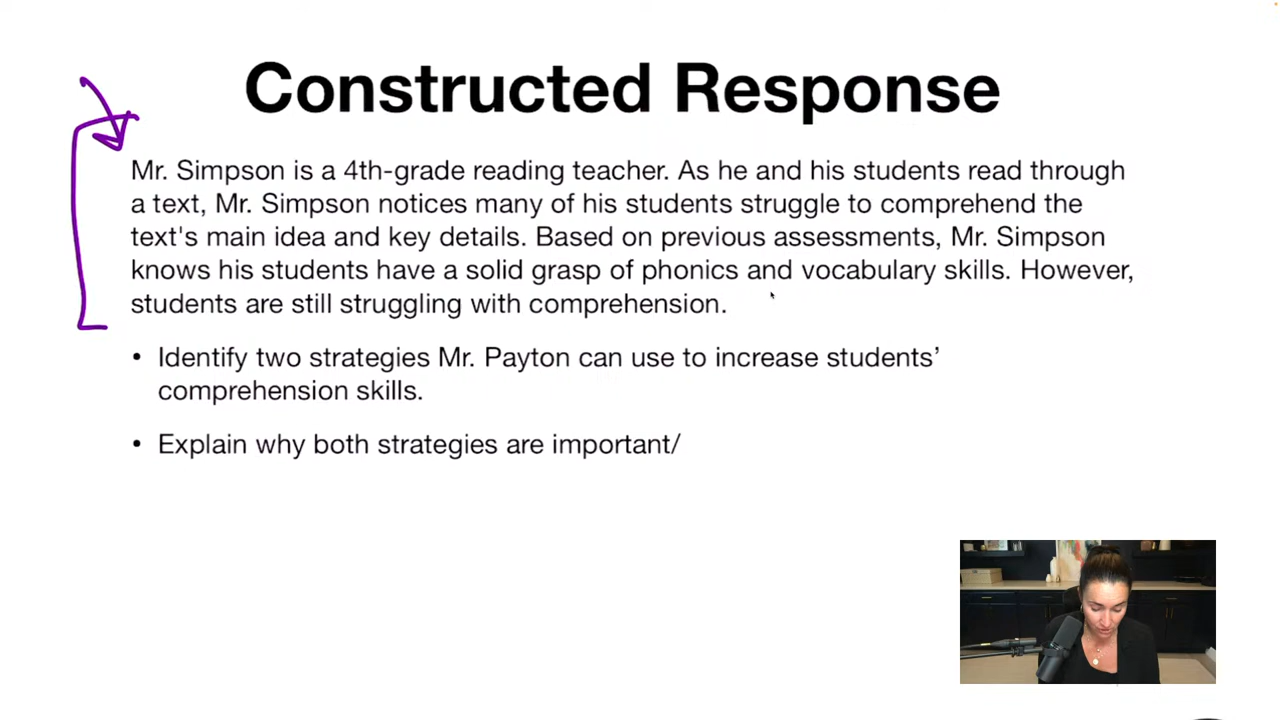 Constructed Response
Mr. Simpson is a 4th-grade reading teacher. As he and his students read through
a text, Mr. Simpson notices many of his students struggle to comprehend the
text's main idea and key details. Based on previous assessments, Mr. Simpson
knows his students have a solid grasp of phonics and vocabulary skills. However,
students are still struggling with comprehension.
• Identify two strategies Mr. Payton can use to increase students’
comprehension skills.
• Explain why both strategies are important/